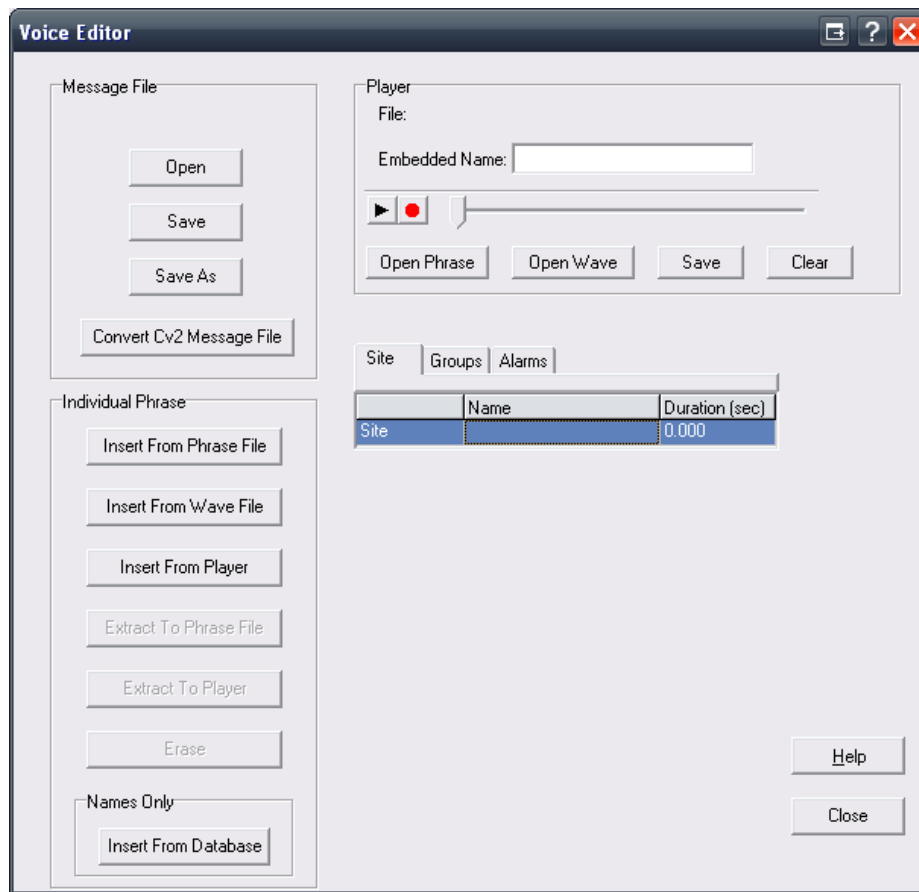 Voice Editor
?
Message File
Open
Save
Save As
Convert Cv2 Message File
Player
File:
Embedded Name:
Open Phrase Open Wave Save Clear
Individual Phrase
Insert From Phrase File
Insert From Wave File
Insert From Player
Extract To Phrase File
Extract To Player
Erase
Names Only
Insert From Database
Site Groups Alarms
Name Duration (sec)
Site 0.000
Help
Close